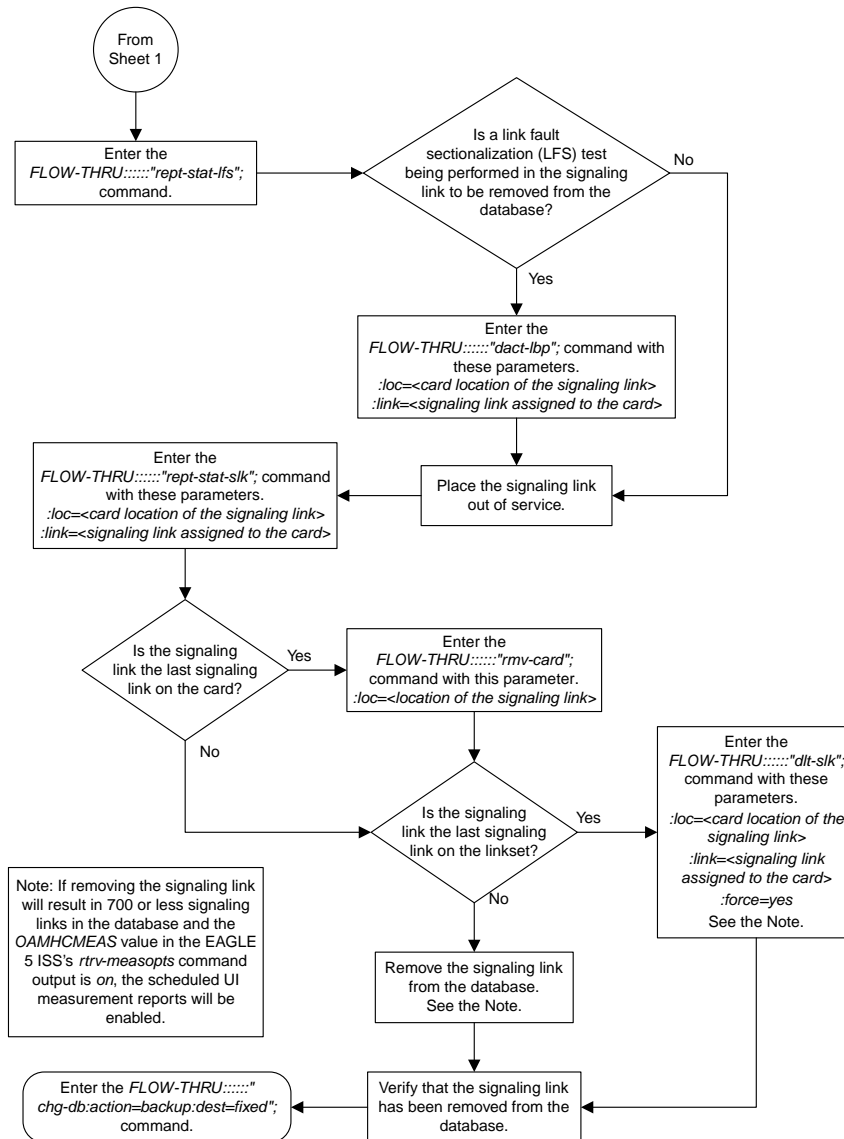 From
Sheet 1
Enter the
FLOW-THRU::::::"rept-stat-lfs";
command.
Is a link fault
sectionalization (LFS) test
being performed in the signaling
link to be removed from the
database?
No
Yes
Enter the
FLOW-THRU::::::"dact-lbp"; command with
these parameters.
:loc=<card location of the signaling link>
:link=<signaling link assigned to the card>
Place the signaling link
out of service.
Enter the
FLOW-THRU::::::"rept-stat-slk"; command
with these parameters.
:loc=<card location of the signaling link>
:link=<signaling link assigned to the card>
Is the signaling
link the last signaling
link on the card?
Yes
No
Enter the
FLOW-THRU::::::"rmv-card";
command with this parameter.
:loc=<location of the signaling link>
Is the signaling
link the last signaling
link on the linkset?
Yes
No
Enter the
FLOW-THRU::::::"dlt-slk";
command with these
parameters.
:loc=<card location of the
signaling link>
:link=<signaling link
assigned to the card>
:force=yes
See the Note.
Note: If removing the signaling link
will result in 700 or less signaling
links in the database and the
OAMHCMEAS value in the EAGLE
5 ISS's rtrv-measopts command
output is on, the scheduled UI
measurement reports will be
enabled.
Remove the signaling link
from the database.
See the Note.
Verify that the signaling link
has been removed from the
database.
Enter the FLOW-THRU::::::"
chg-db:action=backup:dest=fixed";
command.